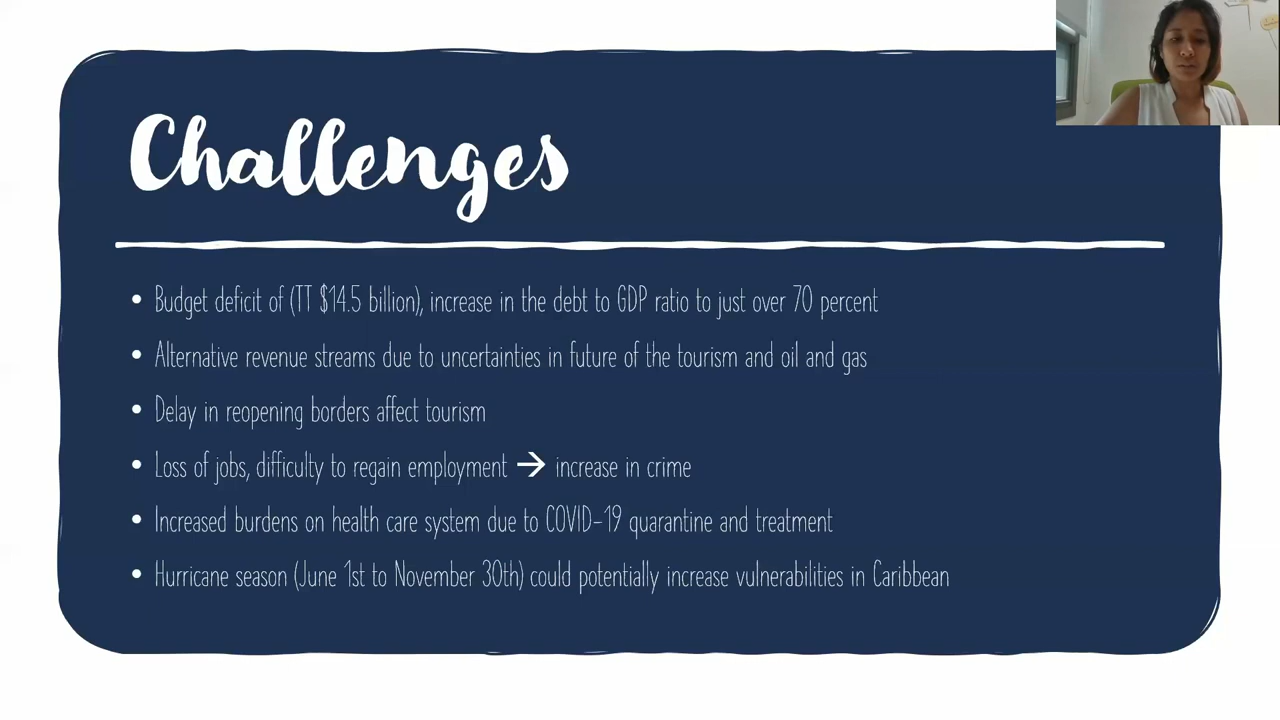 Challenges
• Budget deficit of (TT $14.5 billion), increase in the debt to GDP ratio to just over 70 percent
• Alternative revenue streams due to uncertainties in future of the tourism and oil and gas
• Delay in reopening borders affect tourism
• Loss of jobs, difficulty to regain employment → increase in crime
• Increased burdens on health care system due to COVID-19 quarantine and treatment
• Hurricane season (June 1st to November 30th) could potentially increase vulnerabilities in Caribbean